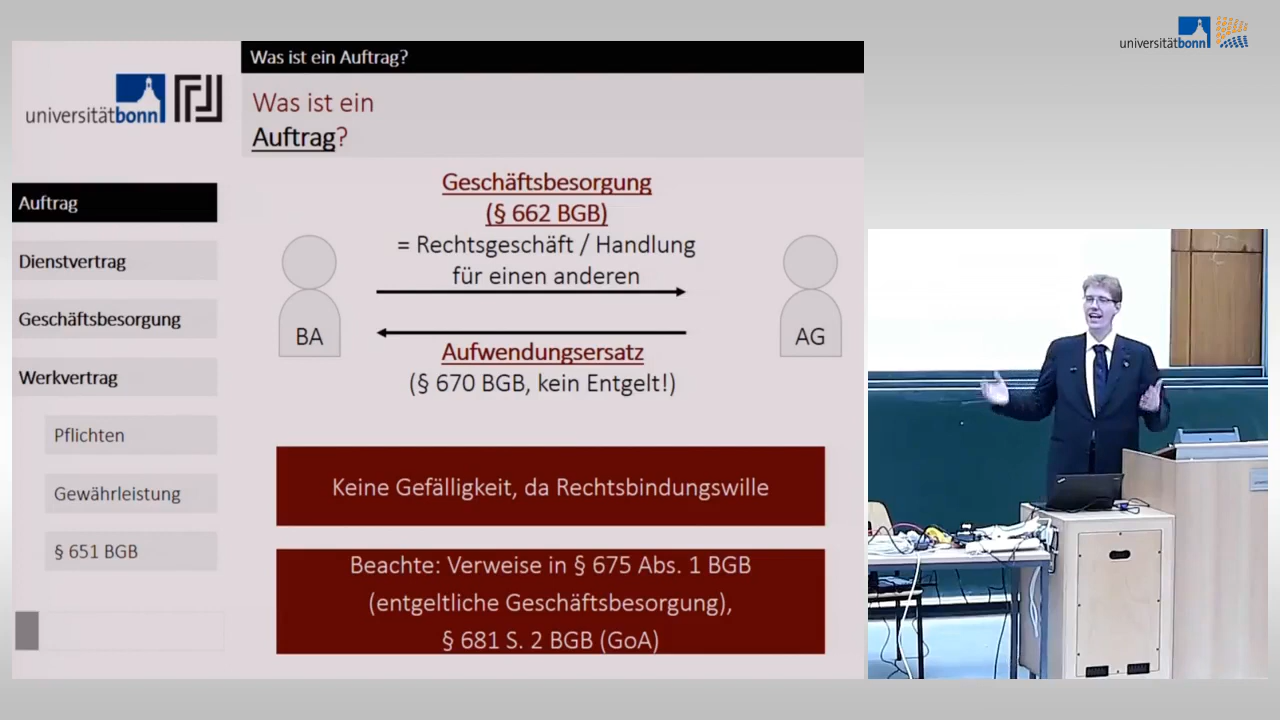 universitätbonn
Was ist ein Auftrag?
universitätbonn
Was ist ein
Auftrag?
Auftrag
Dienstvertrag
Geschäftsbesorgung
Werkvertrag
Pflichten
Gewährleistung
§ 651 BGB
Geschäftsbesorgung
(§ 662 BGB)
= Rechtsgeschäft / Handlung
für einen anderen
BA
AG
Aufwendungsersatz
(§ 670 BGB, kein Entgelt!)
Keine Gefälligkeit, da Rechtsbindungswille
Beachte: Verweise in § 675 Abs. 1 BGB
(entgeltliche Geschäftsbesorgung),
§ 681 S. 2 BGB (GoA)